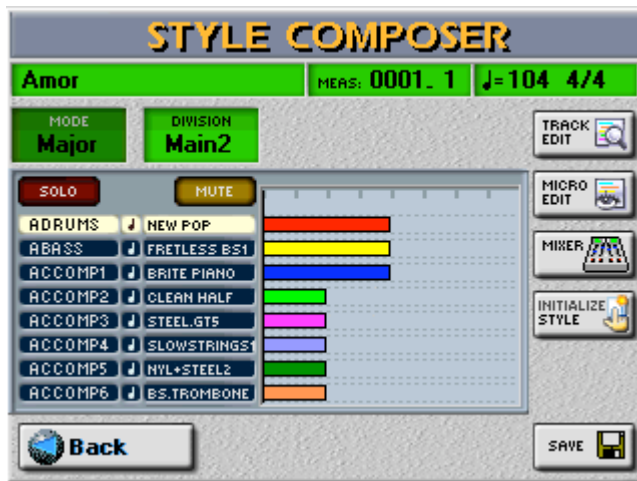 STYLE COMPOSER
Amor MEAS: 0001. 1 ♩=104 4/4
MODE DIVISION
Major Main2
TRACK EDIT
SOLO MUTE
MICRO EDIT
ADRUMS NEW POP
ABASS FRETLESS BS1
ACCOMP1 BRITE PIANO
MIXER
ACCOMP2 CLEAN HALF
ACCOMP3 STEEL.GT5
INITIALIZE STYLE
ACCOMP4 SLOWSTRINGS1
ACCOMP5 NYL+STEEL2
ACCOMP6 BS.TROMBONE
Back
SAVE